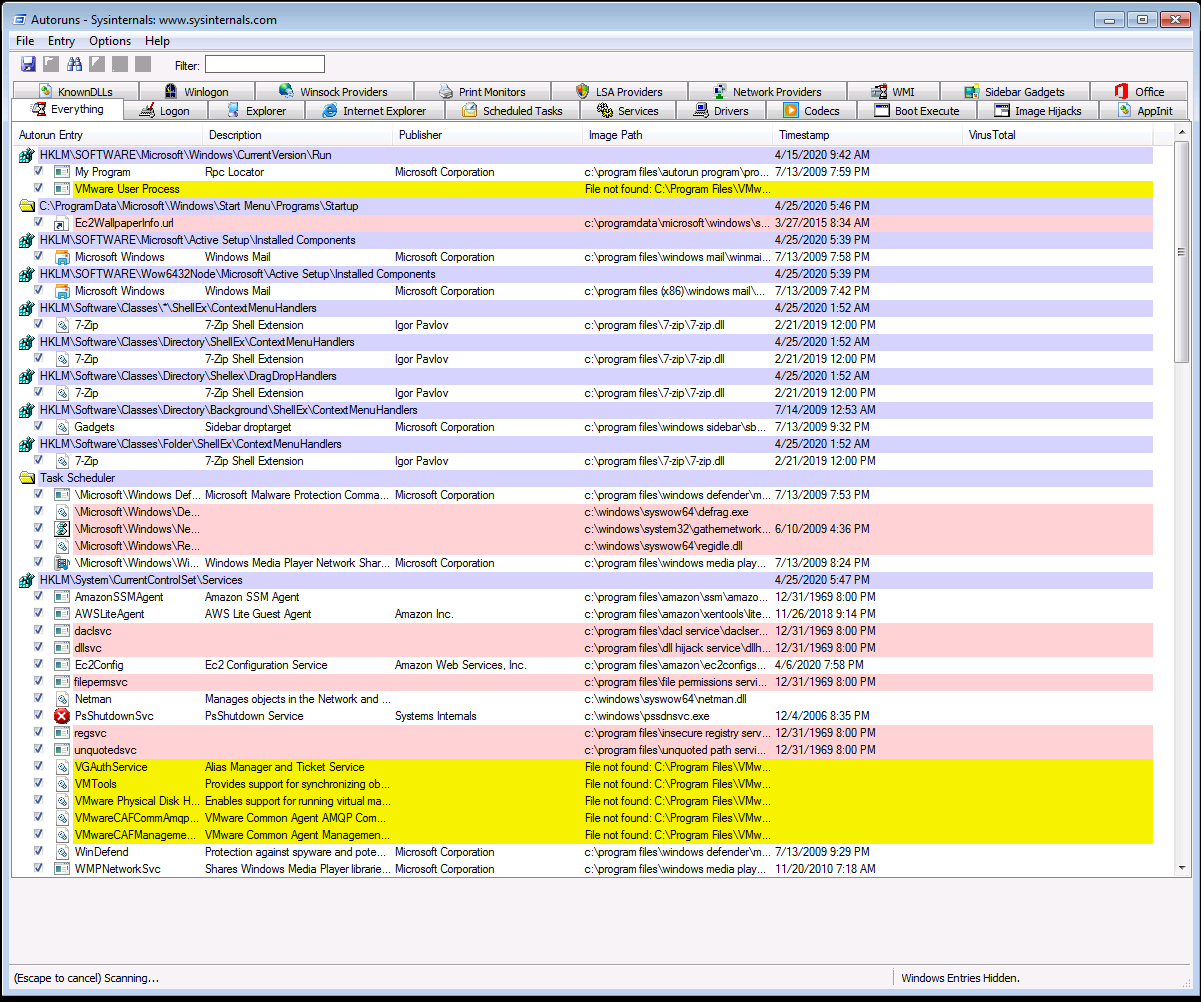 Autoruns - Sysinternals: www.sysinternals.com
File Entry Options Help
Filter:
KnownDLLs Winlogon Winsock Providers Print Monitors LSA Providers Network Providers WMI Sidebar Gadgets Office
Everything Logon Explorer Internet Explorer Scheduled Tasks Services Drivers Codecs Boot Execute Image Hijacks AppInit
Autorun Entry Description Publisher Image Path Timestamp VirusTotal
HKLM\SOFTWARE\Microsoft\Windows\CurrentVersion\Run 4/15/2020 9:42 AM
My Program Rpc Locator Microsoft Corporation c:\program files\autorun program\pro... 7/13/2009 7:59 PM
VMware User Process File not found: C:\Program Files\VMw...
C:\ProgramData\Microsoft\Windows\Start Menu\Programs\Startup 4/25/2020 5:46 PM
Ec2WallpaperInfo.url c:\programdata\microsoft\windows\s... 3/27/2015 8:34 AM
HKLM\SOFTWARE\Microsoft\Active Setup\Installed Components 4/25/2020 5:39 PM
Microsoft Windows Windows Mail Microsoft Corporation c:\program files\windows mail\winmai... 7/13/2009 7:58 PM
HKLM\SOFTWARE\Wow6432Node\Microsoft\Active Setup\Installed Components 4/25/2020 5:39 PM
Microsoft Windows Windows Mail Microsoft Corporation c:\program files (x86)\windows mail\... 7/13/2009 7:42 PM
HKLM\Software\Classes\*\ShellEx\ContextMenuHandlers 4/25/2020 1:52 AM
7-Zip 7-Zip Shell Extension Igor Pavlov c:\program files\7-zip\7-zip.dll 2/21/2019 12:00 PM
HKLM\Software\Classes\Directory\ShellEx\ContextMenuHandlers 4/25/2020 1:52 AM
7-Zip 7-Zip Shell Extension Igor Pavlov c:\program files\7-zip\7-zip.dll 2/21/2019 12:00 PM
HKLM\Software\Classes\Directory\Shellex\DragDropHandlers 4/25/2020 1:52 AM
7-Zip 7-Zip Shell Extension Igor Pavlov c:\program files\7-zip\7-zip.dll 2/21/2019 12:00 PM
HKLM\Software\Classes\Directory\Background\ShellEx\ContextMenuHandlers 7/14/2009 12:53 AM
Gadgets Sidebar droptarget Microsoft Corporation c:\program files\windows sidebar\sb... 7/13/2009 9:32 PM
HKLM\Software\Classes\Folder\ShellEx\ContextMenuHandlers 4/25/2020 1:52 AM
7-Zip 7-Zip Shell Extension Igor Pavlov c:\program files\7-zip\7-zip.dll 2/21/2019 12:00 PM
Task Scheduler
\Microsoft\Windows Def... Microsoft Malware Protection Comma... Microsoft Corporation c:\program files\windows defender\m... 7/13/2009 7:53 PM
\Microsoft\Windows\De... c:\windows\syswow64\defrag.exe
\Microsoft\Windows\Ne... c:\windows\system32\gathernetwork... 6/10/2009 4:36 PM
\Microsoft\Windows\Re... c:\windows\syswow64\regidle.dll
\Microsoft\Windows\Wi... Windows Media Player Network Shar... Microsoft Corporation c:\program files\windows media play... 7/13/2009 8:24 PM
HKLM\System\CurrentControlSet\Services 4/25/2020 5:47 PM
AmazonSSMAgent Amazon SSM Agent c:\program files\amazon\ssm\amazo... 12/31/1969 8:00 PM
AWSLiteAgent AWS Lite Guest Agent Amazon Inc. c:\program files\amazon\xentools\lite... 11/26/2018 9:14 PM
daclsvc c:\program files\dacl service\daclser... 12/31/1969 8:00 PM
dllsvc c:\program files\dll hijack service\dllh... 12/31/1969 8:00 PM
Ec2Config Ec2 Configuration Service Amazon Web Services, Inc. c:\program files\amazon\ec2configs... 4/6/2020 7:58 PM
filepermsvc c:\program files\file permissions servi... 12/31/1969 8:00 PM
Netman Manages objects in the Network and ... c:\windows\syswow64\netman.dll
PsShutdownSvc PsShutdown Service Systems Internals c:\windows\pssdnsvc.exe 12/4/2006 8:35 PM
regsvc c:\program files\insecure registry serv... 12/31/1969 8:00 PM
unquotedsvc c:\program files\unquoted path servi... 12/31/1969 8:00 PM
VGAuthService Alias Manager and Ticket Service File not found: C:\Program Files\VMw...
VMTools Provides support for synchronizing ob... File not found: C:\Program Files\VMw...
VMware Physical Disk H... Enables support for running virtual ma... File not found: C:\Program Files\VMw...
VMwareCAFCommAmqp... VMware Common Agent AMQP Com... File not found: C:\Program Files\VMw...
VMwareCAFManageme... VMware Common Agent Managemen... File not found: C:\Program Files\VMw...
WinDefend Protection against spyware and pote... Microsoft Corporation c:\program files\windows defender\m... 7/13/2009 9:29 PM
WMPNetworkSvc Shares Windows Media Player librarie... Microsoft Corporation c:\program files\windows media play... 11/20/2010 7:18 AM
(Escape to cancel) Scanning... Windows Entries Hidden.